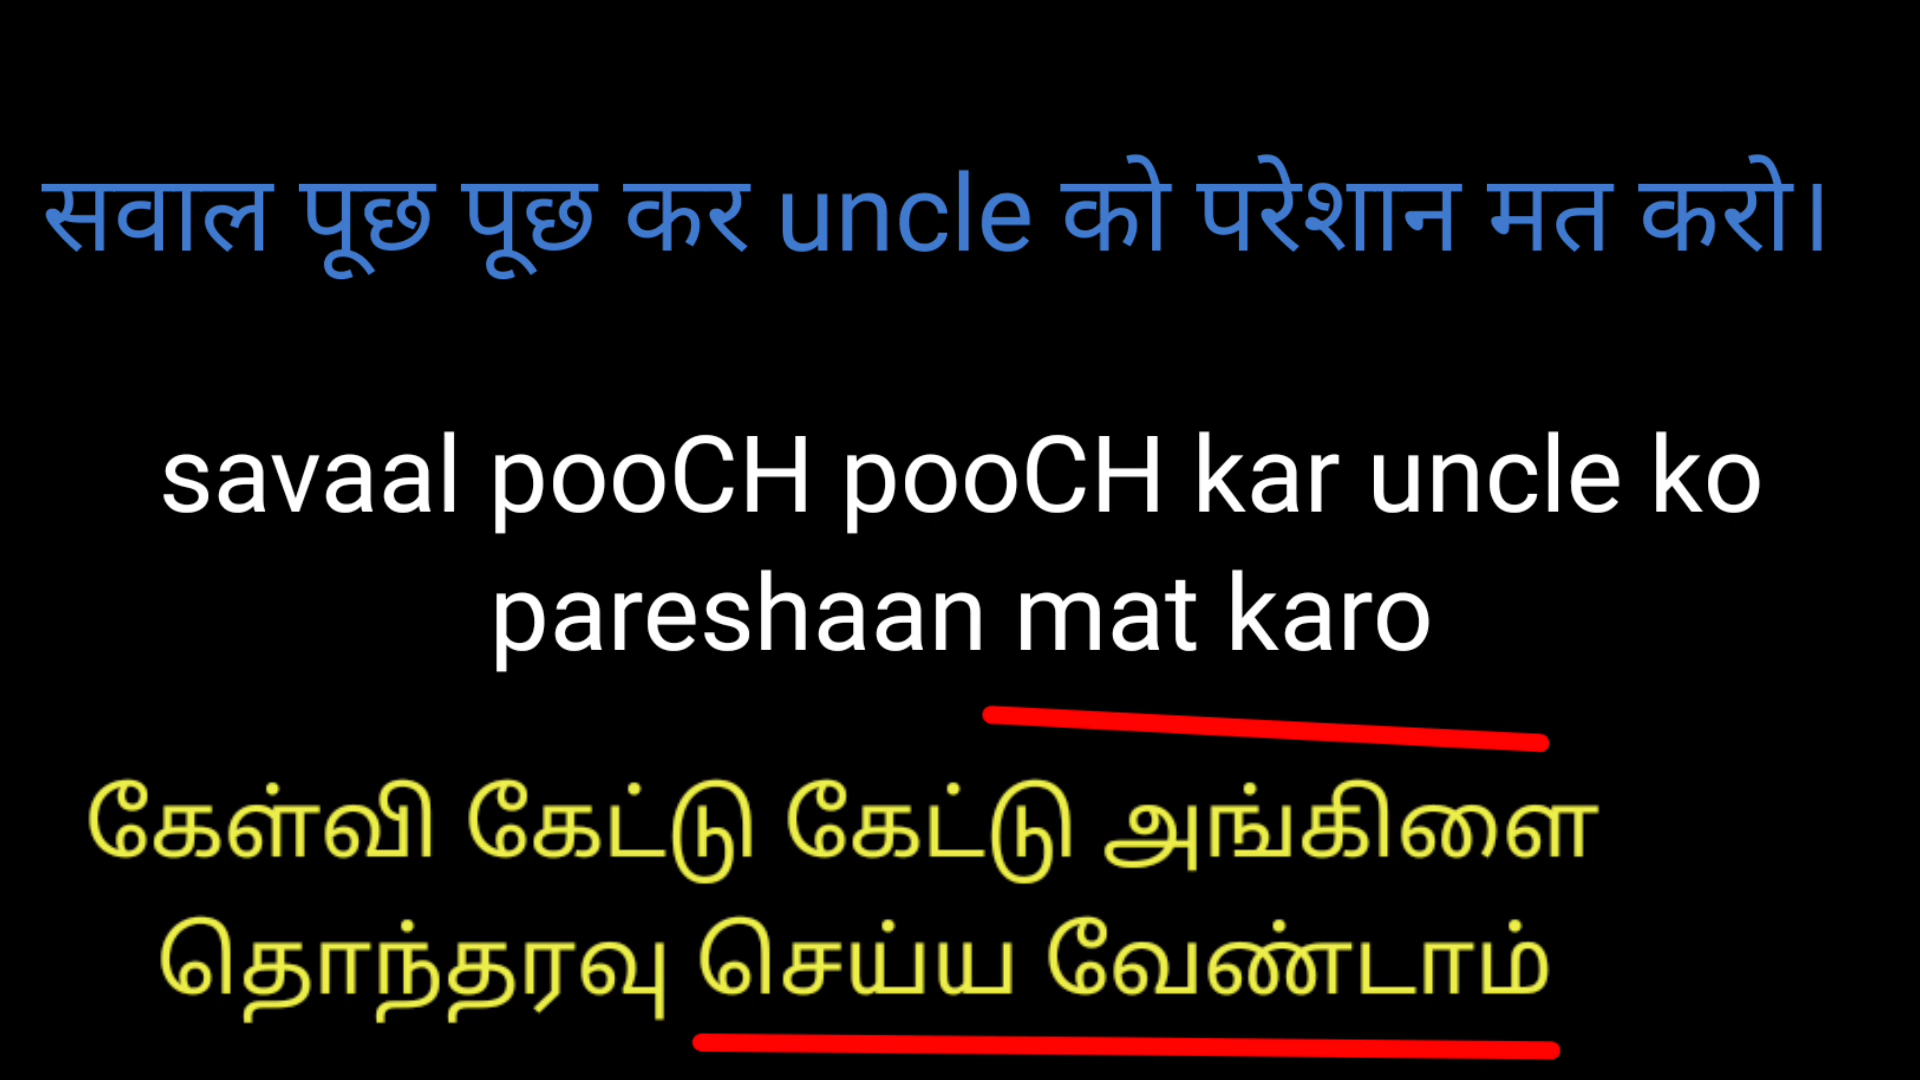 सवाल पूछ पूछ कर uncle को परेशान मत करो।
savaal pooCH pooCH kar uncle ko
pareshaan mat karo
கேள்வி கேட்டு கேட்டு அங்கிளை
தொந்தரவு செய்ய வேண்டாம்